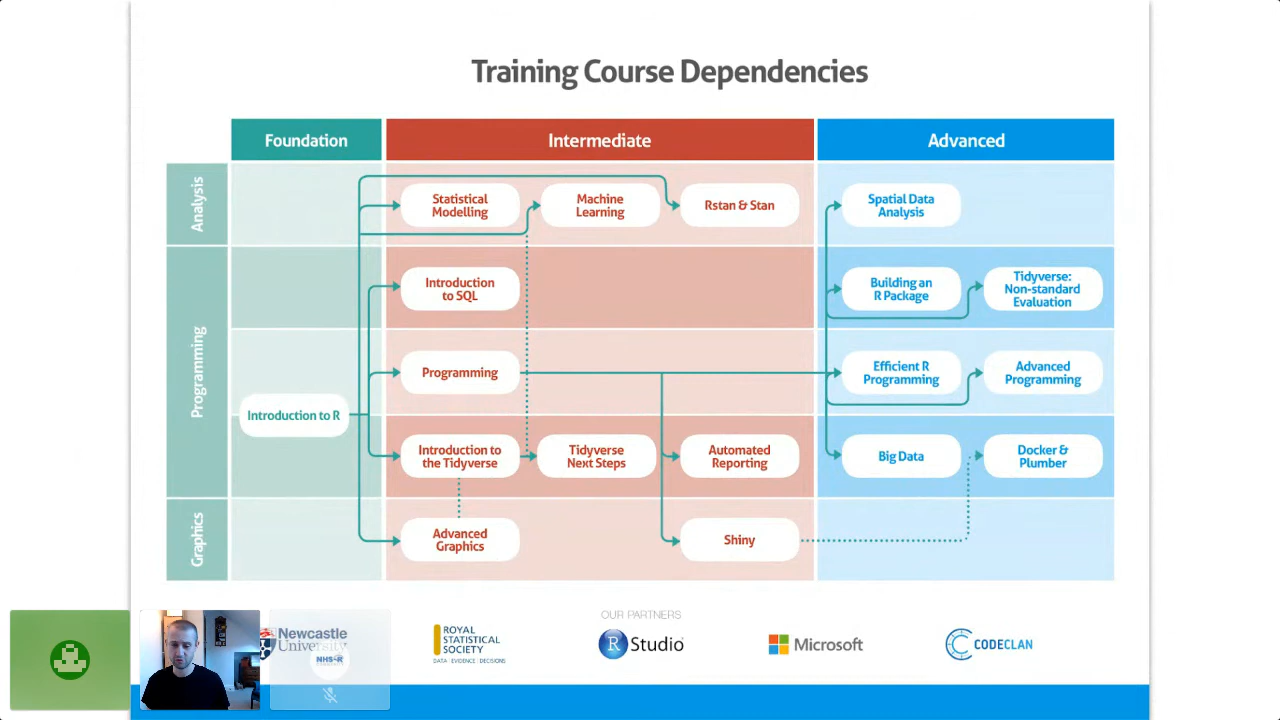 Training Course Dependencies
Foundation
Intermediate
Advanced
Analysis
Statistical
Modelling
Machine
Learning
Rstan & Stan
Spatial Data
Analysis
Programming
Introduction
to SQL
Building an
R Package
Tidyverse:
Non-standard
Evaluation
Programming
Efficient R
Programming
Advanced
Programming
Introduction to R
Introduction to
the Tidyverse
Tidyverse
Next Steps
Automated
Reporting
Big Data
Docker &
Plumber
Graphics
Advanced
Graphics
Shiny
OUR PARTNERS
Newcastle
University
NHS-R
ROYAL
STATISTICAL
SOCIETY
DATA | EVIDENCE | DECISIONS
R Studio
Microsoft
CODECLAN